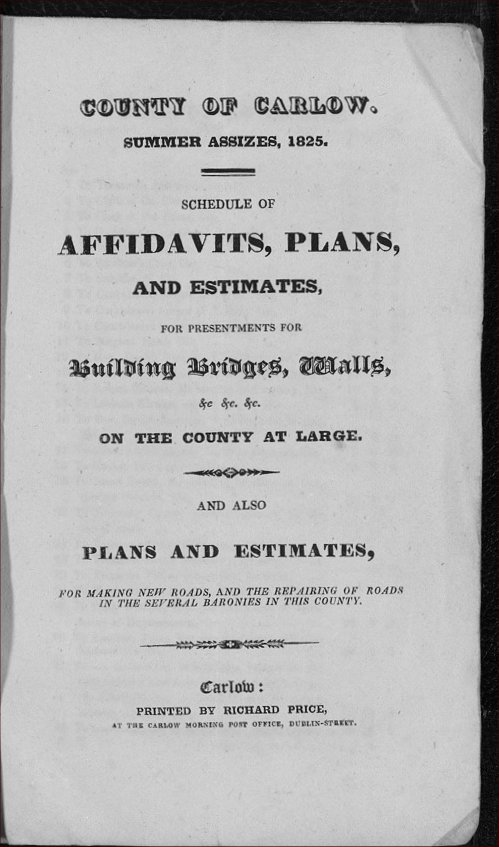 COUNTY OF CARLOW.
SUMMER ASSIZES, 1825.
SCHEDULE OF
AFFIDAVITS, PLANS,
AND ESTIMATES,
FOR PRESENTMENTS FOR
Building Bridges, Walls,
&c &c. &c.
ON THE COUNTY AT LARGE.
AND ALSO
PLANS AND ESTIMATES,
FOR MAKING NEW ROADS, AND THE REPAIRING OF ROADS
IN THE SEVERAL BARONIES IN THIS COUNTY.
Carlow:
PRINTED BY RICHARD PRICE,
AT THE CARLOW MORNING POST OFFICE, DUBLIN-STREET.